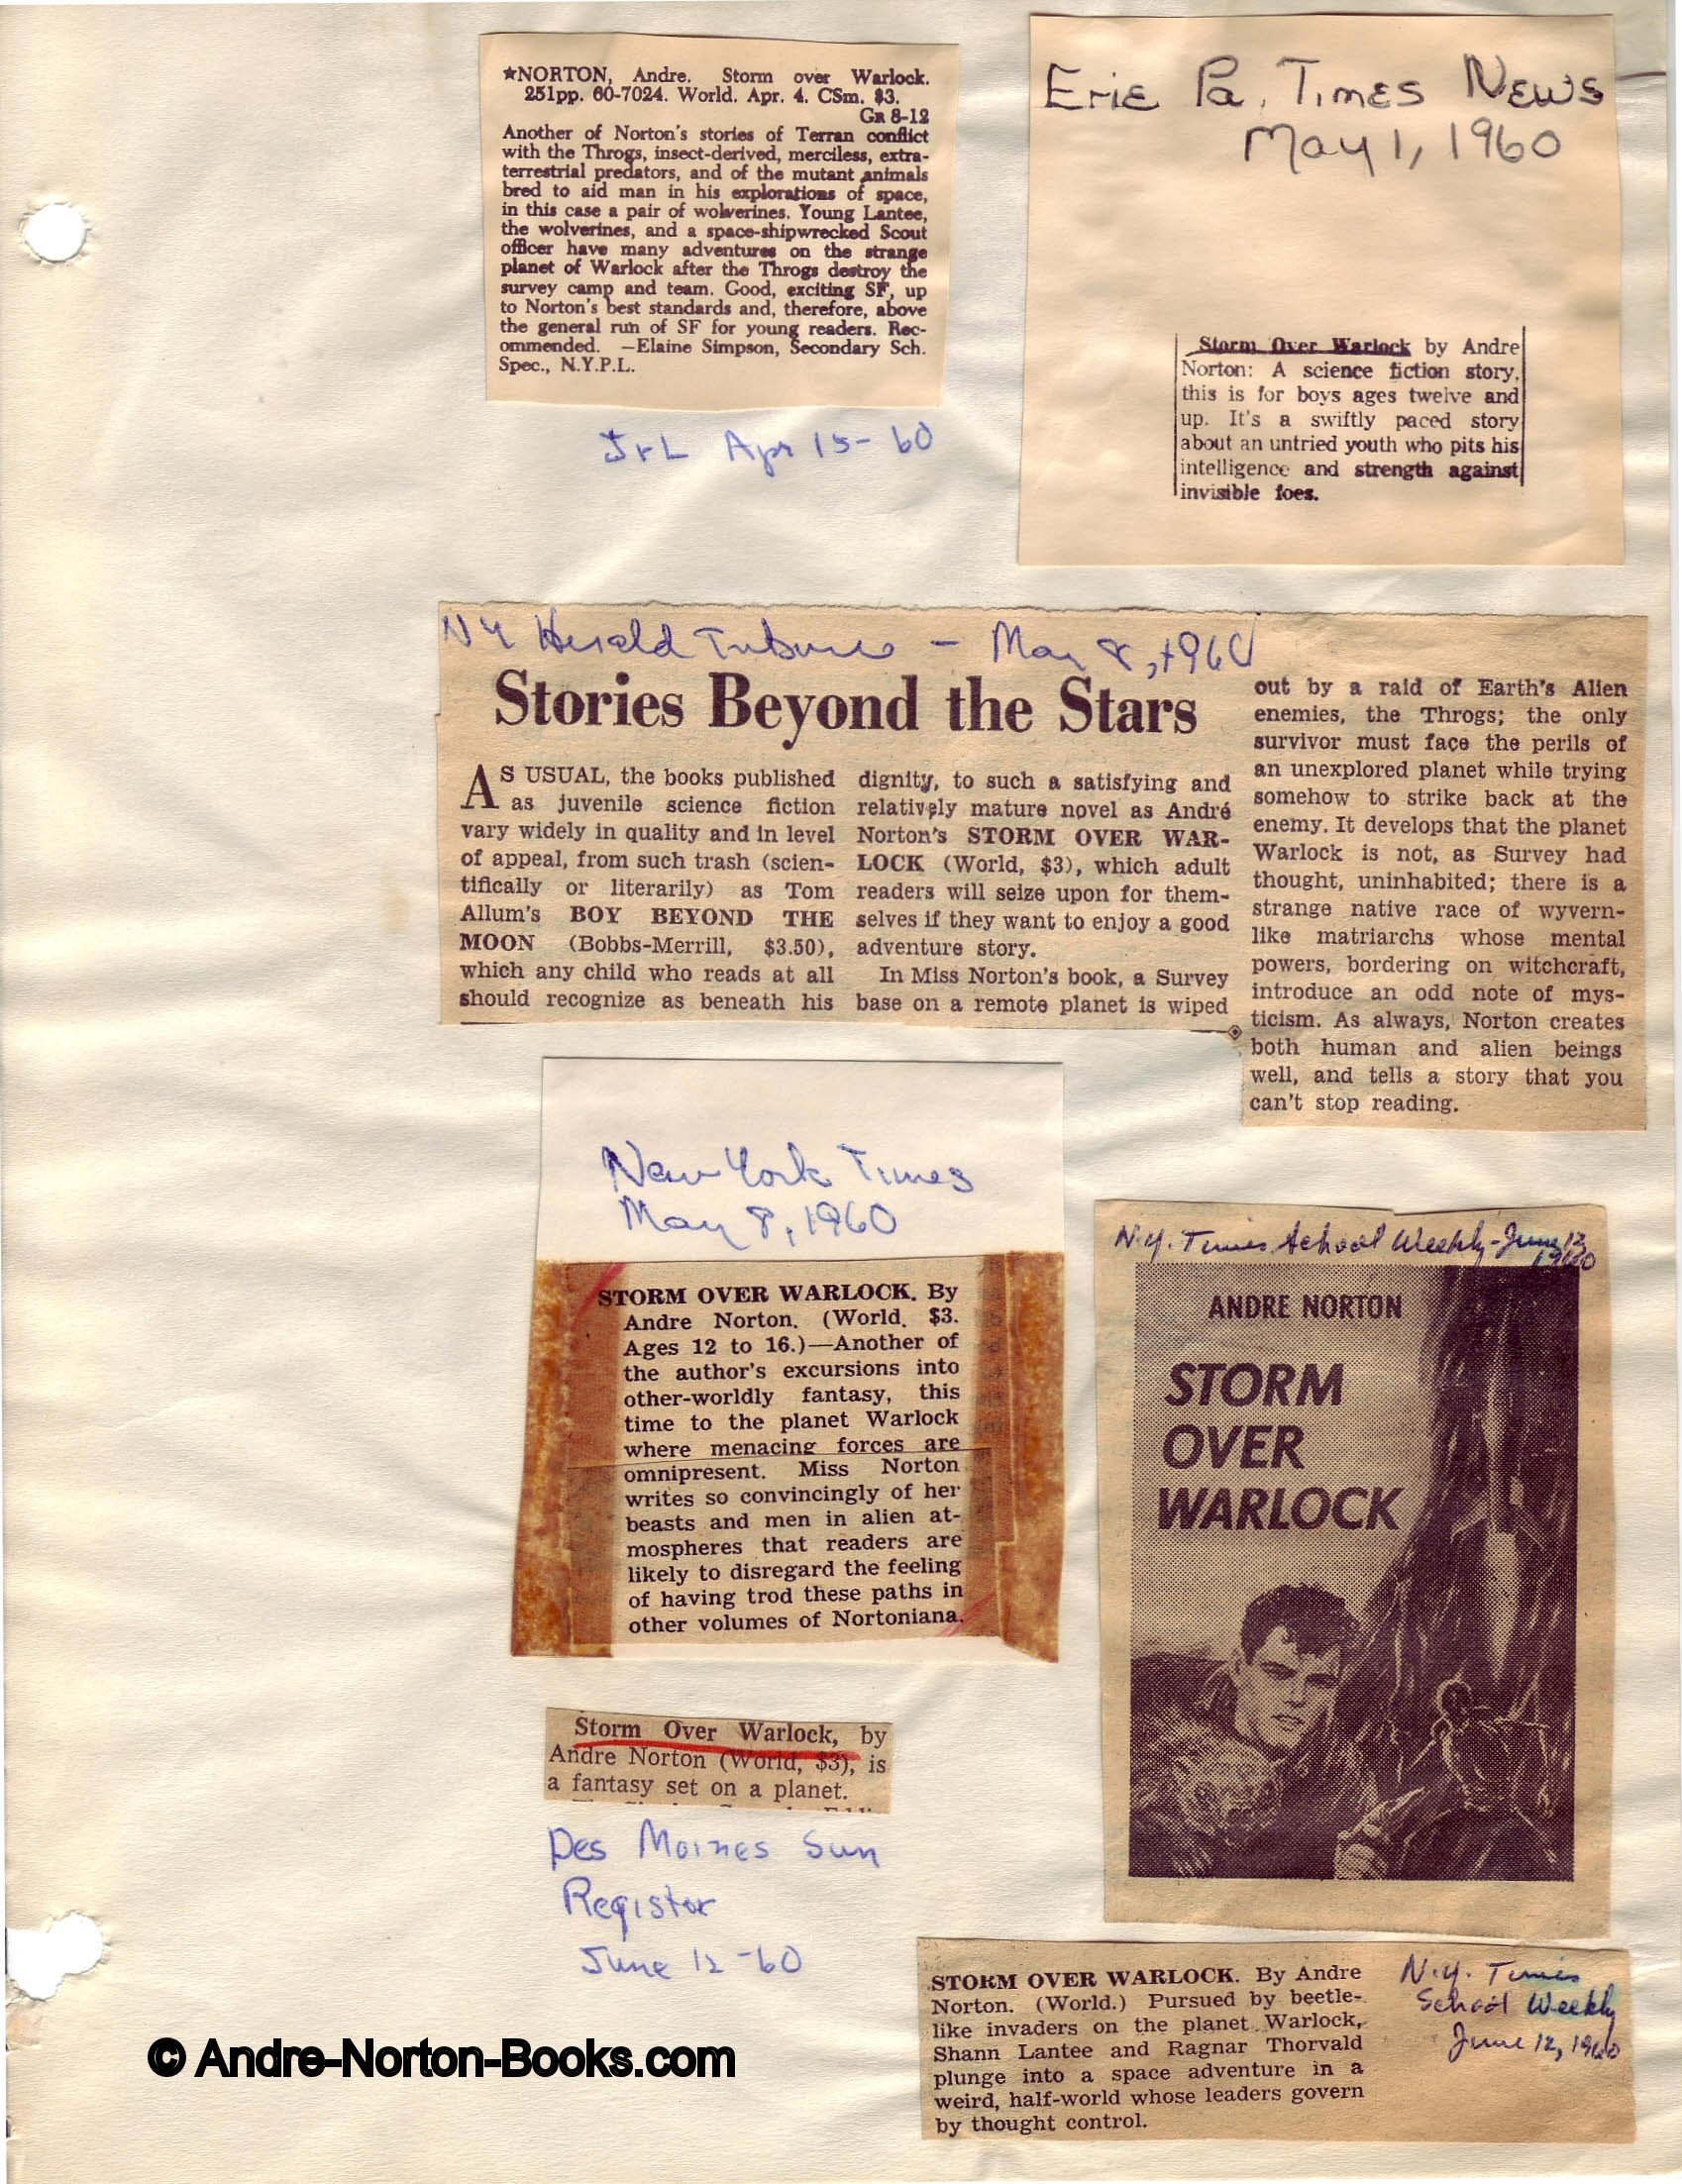 ★NORTON, Andre. Storm over Warlock.
251pp. 60-7024. World. Apr. 4. CSm. $3.
Gr 8-12
Another of Norton's stories of Terran conflict
with the Throgs, insect-derived, merciless, extra-
terrestrial predators, and of the mutant animals
bred to aid man in his explorations of space,
in this case a pair of wolverines. Young Lantee,
the wolverines, and a space-shipwrecked Scout
officer have many adventures on the strange
planet of Warlock after the Throgs destroy the
survey camp and team. Good, exciting SF, up
to Norton's best standards and, therefore, above
the general run of SF for young readers. Rec-
ommended. —Elaine Simpson, Secondary Sch.
Spec., N.Y.P.L.
JrL Apr 15-60
Erie Pa. Times News
May 1, 1960
Storm Over Warlock by Andre
Norton: A science fiction story,
this is for boys ages twelve and
up. It's a swiftly paced story
about an untried youth who pits his
intelligence and strength against
invisible foes.
NY Herald Tribune - May 8, 1960
Stories Beyond the Stars
AS USUAL, the books published
as juvenile science fiction
vary widely in quality and in level
of appeal, from such trash (scien-
tifically or literarily) as Tom
Allum's BOY BEYOND THE
MOON (Bobbs-Merrill, $3.50),
which any child who reads at all
should recognize as beneath his
dignity, to such a satisfying and
relatively mature novel as André
Norton's STORM OVER WAR-
LOCK (World, $3), which adult
readers will seize upon for them-
selves if they want to enjoy a good
adventure story.
In Miss Norton's book, a Survey
base on a remote planet is wiped
out by a raid of Earth's Alien
enemies, the Throgs; the only
survivor must face the perils of
an unexplored planet while trying
somehow to strike back at the
enemy. It develops that the planet
Warlock is not, as Survey had
thought, uninhabited; there is a
strange native race of wyvern-
like matriarchs whose mental
powers, bordering on witchcraft,
introduce an odd note of mys-
ticism. As always, Norton creates
both human and alien beings
well, and tells a story that you
can't stop reading.
New York Times
May 8, 1960
STORM OVER WARLOCK. By
Andre Norton. (World. $3.
Ages 12 to 16.)—Another of
the author's excursions into
other-worldly fantasy, this
time to the planet Warlock
where menacing forces are
omnipresent. Miss Norton
writes so convincingly of her
beasts and men in alien at-
mospheres that readers are
likely to disregard the feeling
of having trod these paths in
other volumes of Nortoniana.
N.Y. Times School Weekly - June 12,
1960
ANDRE NORTON
STORM
OVER
WARLOCK
Storm Over Warlock, by
Andre Norton (World, $3), is
a fantasy set on a planet.
Des Moines Sun
Register
June 12-60
STORM OVER WARLOCK. By Andre
Norton. (World.) Pursued by beetle-
like invaders on the planet Warlock,
Shann Lantee and Ragnar Thorvald
plunge into a space adventure in a
weird, half-world whose leaders govern
by thought control.
N.Y. Times
School Weekly
June 12, 1960
© Andre-Norton-Books.com